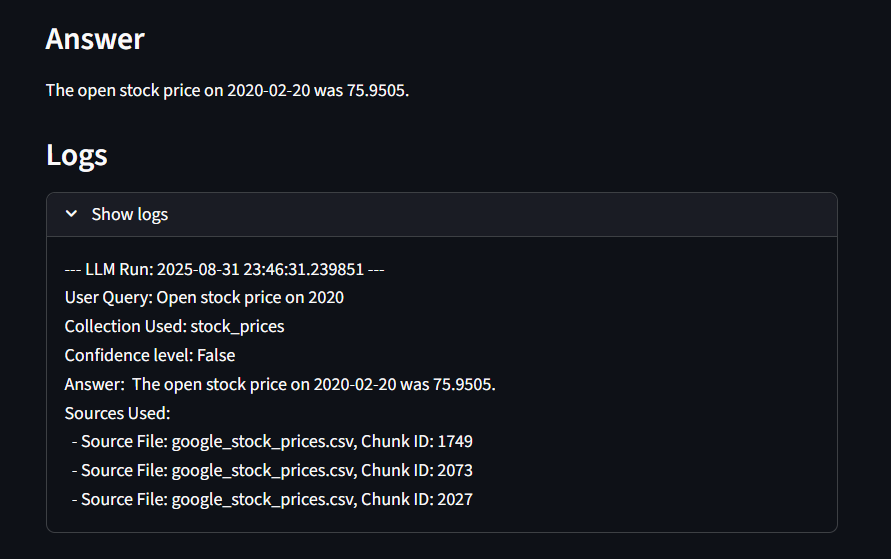 Answer
The open stock price on 2020-02-20 was 75.9505.
Logs
Show logs
--- LLM Run: 2025-08-31 23:46:31.239851 ---
User Query: Open stock price on 2020
Collection Used: stock_prices
Confidence level: False
Answer:  The open stock price on 2020-02-20 was 75.9505.
Sources Used:
- Source File: google_stock_prices.csv, Chunk ID: 1749
- Source File: google_stock_prices.csv, Chunk ID: 2073
- Source File: google_stock_prices.csv, Chunk ID: 2027